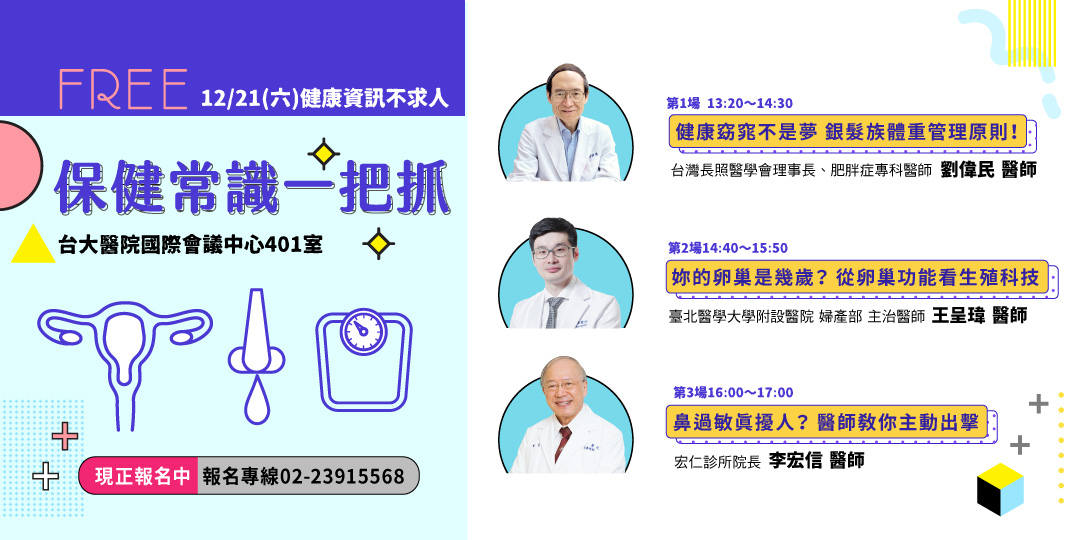 FREE 12/21(六)健康資訊不求人
保健常識一把抓
台大醫院國際會議中心401室
現正報名中 報名專線02-23915568
第1場 13:20～14:30
健康窈窕不是夢 銀髮族體重管理原則！
台灣長照醫學會理事長、肥胖症專科醫師 劉偉民 醫師
第2場14:40～15:50
妳的卵巢是幾歲？從卵巢功能看生殖科技
臺北醫學大學附設醫院 婦產部 主治醫師 王呈瑋 醫師
第3場16:00～17:00
鼻過敏真擾人？醫師教你主動出擊
宏仁診所院長 李宏信 醫師